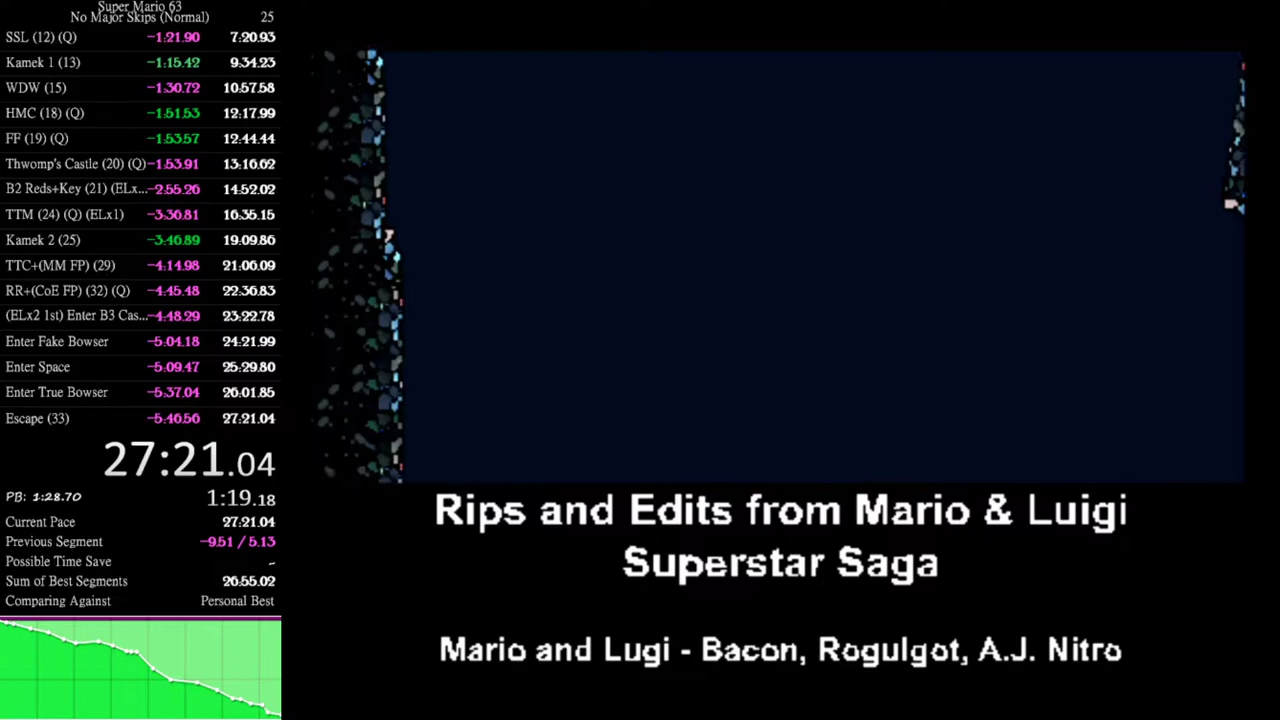 Super Mario 63
No Major Skips (Normal) 25
SSL (12) (Q) −1:21.90 7:20.93
Kamek 1 (13) −1:15.42 9:34.23
WDW (15) −1:30.72 10:57.58
HMC (18) (Q) −1:51.53 12:17.99
FF (19) (Q) −1:53.57 12:44.44
Thwomp's Castle (20) (Q) −1:53.91 13:16.62
B2 Reds+Key (21) (ELx... −2:55.26 14:52.02
TTM (24) (Q) (ELx1) −3:36.81 16:35.15
Kamek 2 (25) −3:46.89 19:09.86
TTC+(MM FP) (29) −4:14.98 21:06.09
RR+(CoE FP) (32) (Q) −4:45.48 22:36.83
(ELx2 1st) Enter B3 Cas... −4:48.29 23:22.78
Enter Fake Bowser −5:04.18 24:21.99
Enter Space −5:09.47 25:29.80
Enter True Bowser −5:37.04 26:01.85
Escape (33) −5:46.56 27:21.04
27:21.04
PB: 1:28.70 1:19.18
Current Pace 27:21.04
Previous Segment −9.51 / 5.13
Possible Time Save -
Sum of Best Segments 26:55.02
Comparing Against Personal Best
Rips and Edits from Mario & Luigi
Superstar Saga
Mario and Lugi - Bacon, Rogulgot, A.J. Nitro